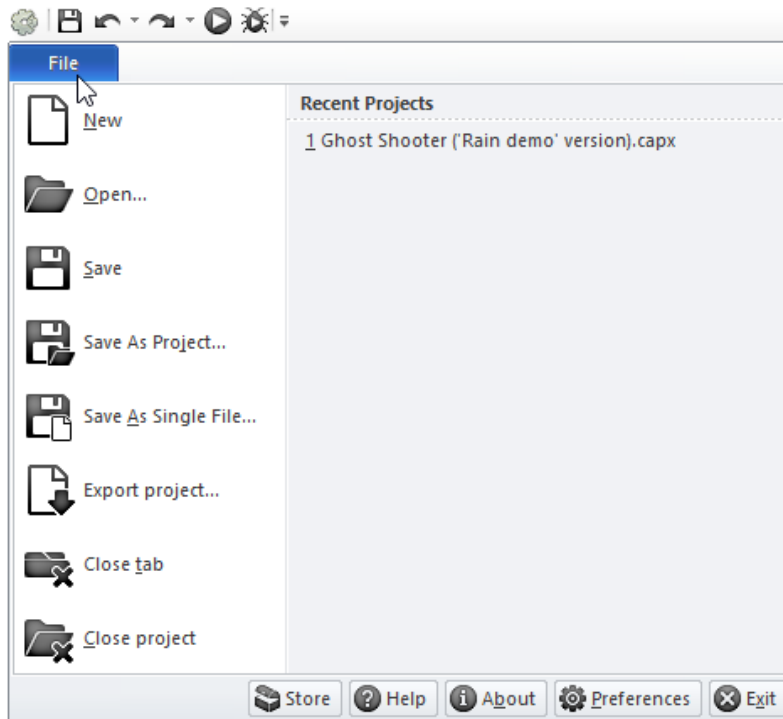 File
New
Open...
Save
Save As Project...
Save As Single File...
Export project...
Close tab
Close project
Recent Projects
1 Ghost Shooter ('Rain demo' version).capx
Store Help About Preferences Exit